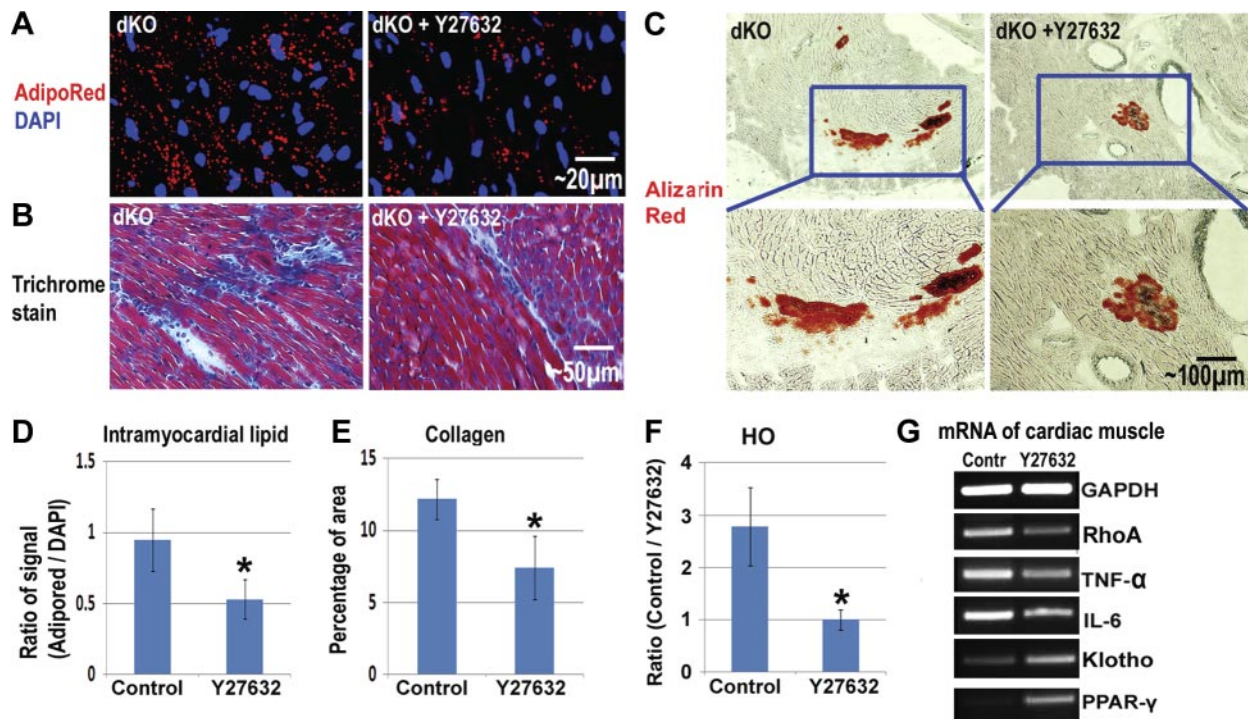 A
dKO
dKO + Y27632
AdipoRed
DAPI
~20µm
B
dKO
dKO + Y27632
Trichrome
stain
~50µm
C
dKO
dKO +Y27632
Alizarin
Red
~100µm
D
Intramyocardial lipid
Ratio of signal
(Adipored / DAPI)
1.5
1
0.5
0
*
Control
Y27632
E
Collagen
Percentage of area
15
10
5
0
*
Control
Y27632
F
HO
Ratio (Control / Y27632)
4
3
2
1
0
*
Control
Y27632
G
mRNA of cardiac muscle
Contr Y27632
GAPDH
RhoA
TNF-α
IL-6
Klotho
PPAR-γ